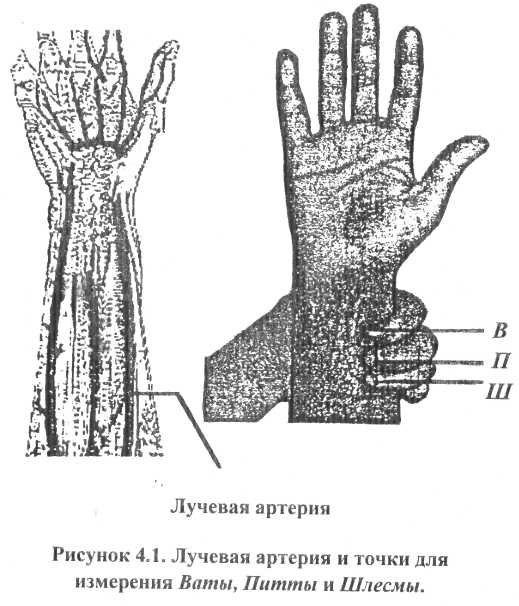 В
П
Ш
Лучевая артерия
Рисунок 4.1. Лучевая артерия и точки для
измерения Ваты, Питты и Шлесмы.